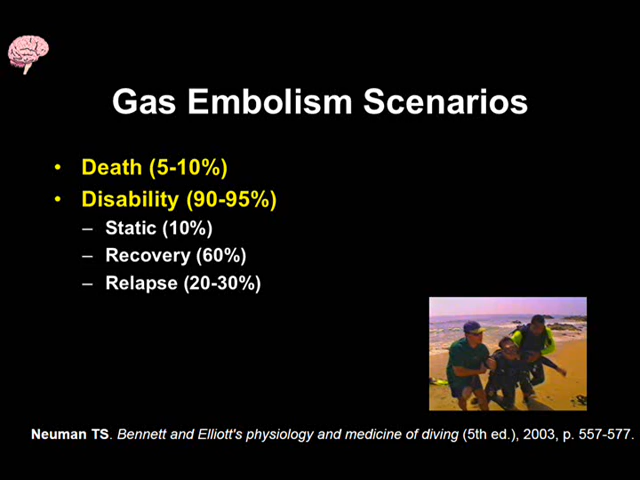 Gas Embolism Scenarios
• Death (5-10%)
• Disability (90-95%)
– Static (10%)
– Recovery (60%)
– Relapse (20-30%)
Neuman TS. Bennett and Elliott's physiology and medicine of diving (5th ed.), 2003, p. 557-577.